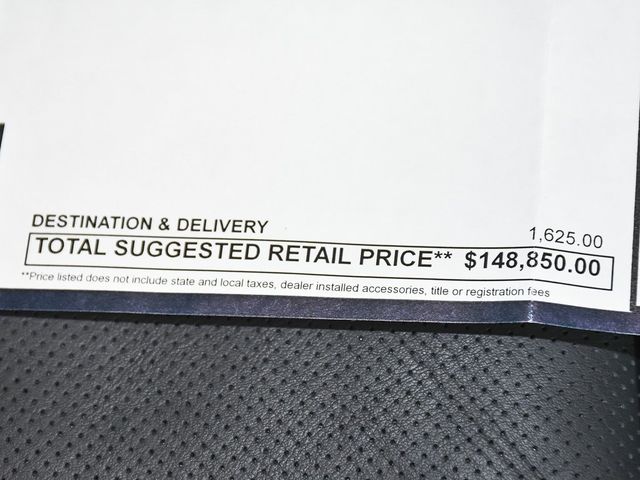 DESTINATION & DELIVERY 1,625.00
TOTAL SUGGESTED RETAIL PRICE** $148,850.00
**Price listed does not include state and local taxes, dealer installed accessories, title or registration fees